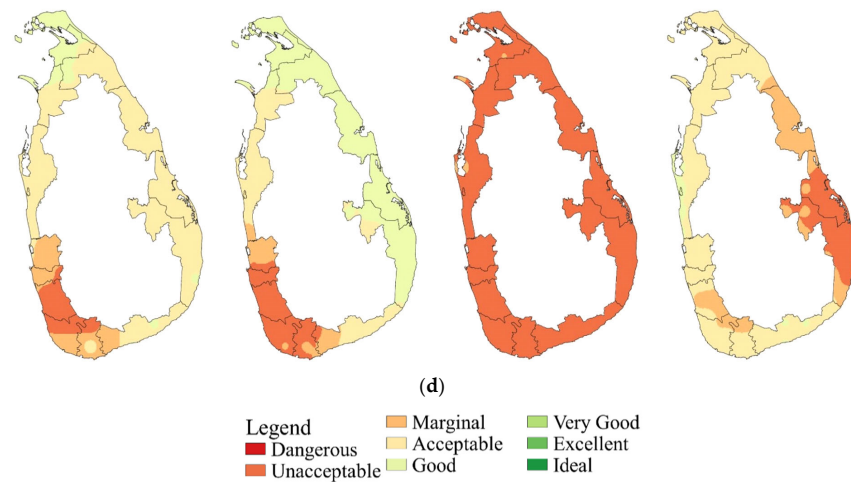 (d)
Legend
Dangerous
Unacceptable
Marginal
Acceptable
Good
Very Good
Excellent
Ideal